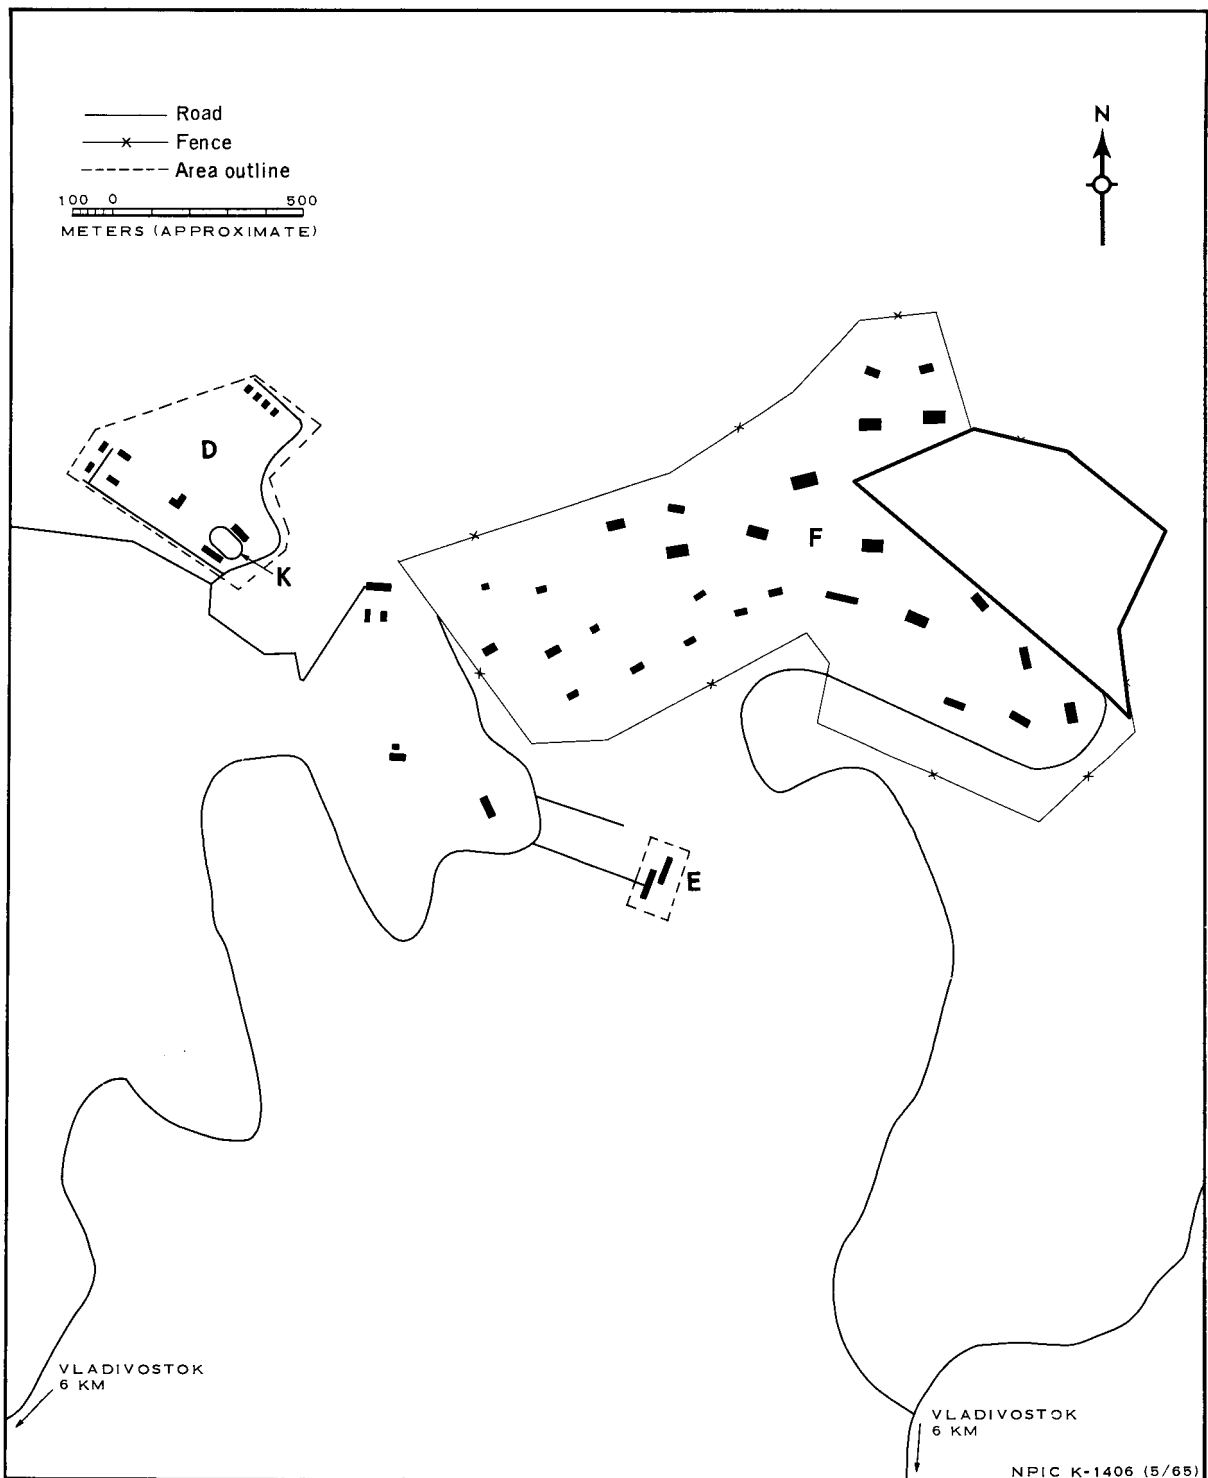 Road
Fence
Area outline
100 0 500
METERS (APPROXIMATE)
N
D
K
F
E
VLADIVOSTOK
6 KM
VLADIVOSTOK
6 KM
NPIC K-1406 (5/65)